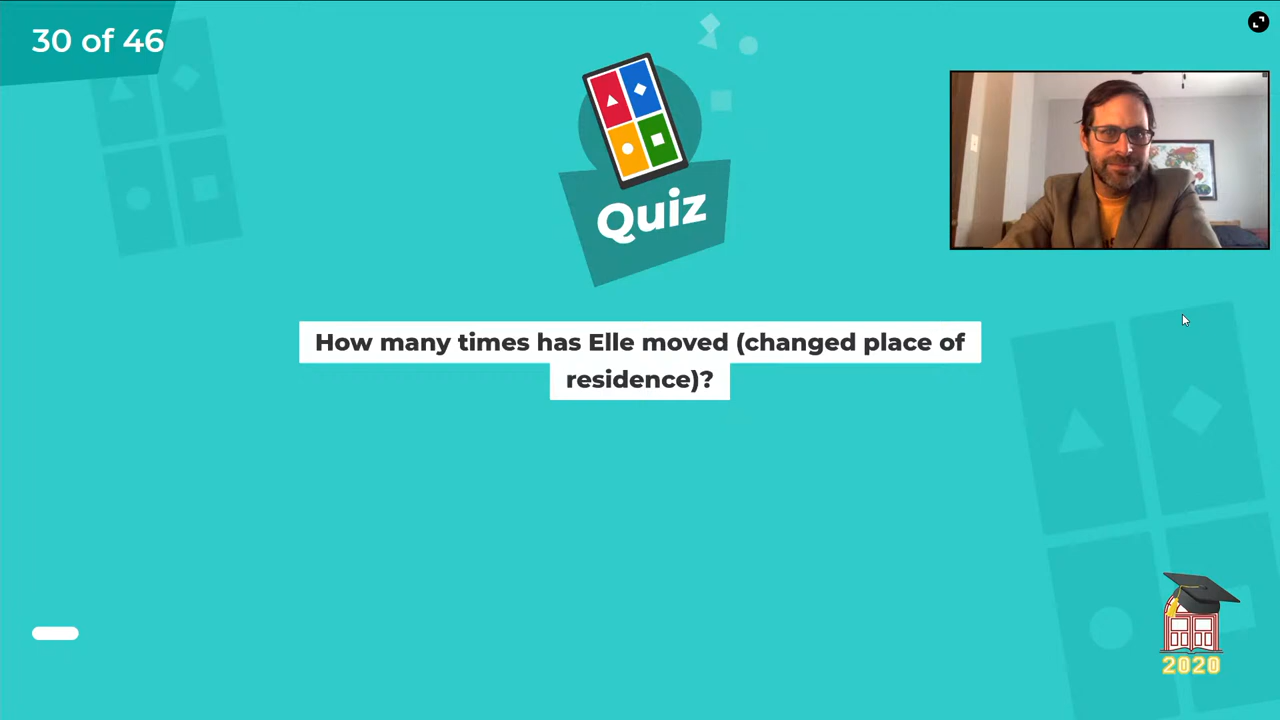 30 of 46
Quiz
How many times has Elle moved (changed place of
residence)?
2020